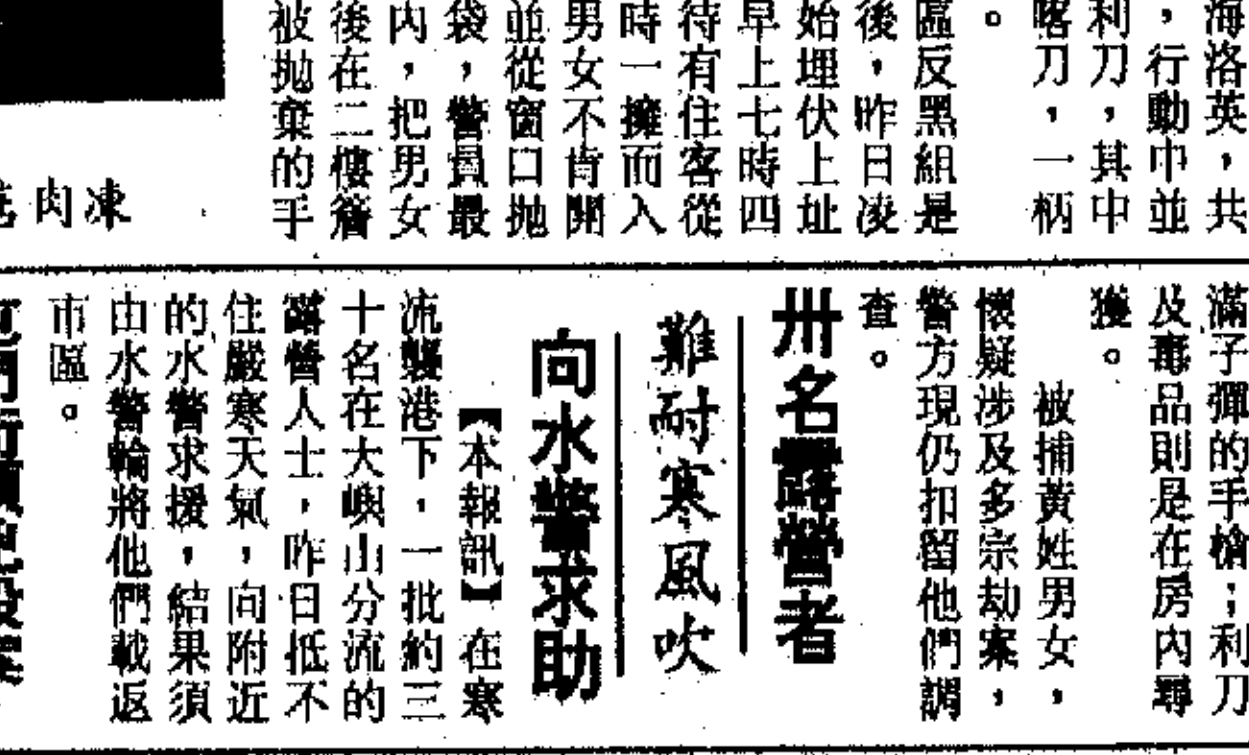 海洛英，共
，行動中並
利刀，其中
喀刀，一柄
。
區反黑組是
後，昨日凌
始埋伏上址
早上七時四
待有住客從
時一擁而入
男女不肯開
並從窗口拋
袋，警員最
內，把男女
後在二樓簷
被拋棄的手
凍肉
滿子彈的手槍；利刀
及毒品則是在房內尋
獲。
被捕黃姓男女，
懷疑涉及多宗劫案，
警方現仍扣留他們調
查。
卅名露營者
難耐寒風吹
向水警求助
【本報訊】在寒
流襲港下，一批約三
十名在大嶼山分流的
露營人士，昨日抵不
住嚴寒天氣，向附近
的水警求援，結果須
由水警輪將他們載返
市區。